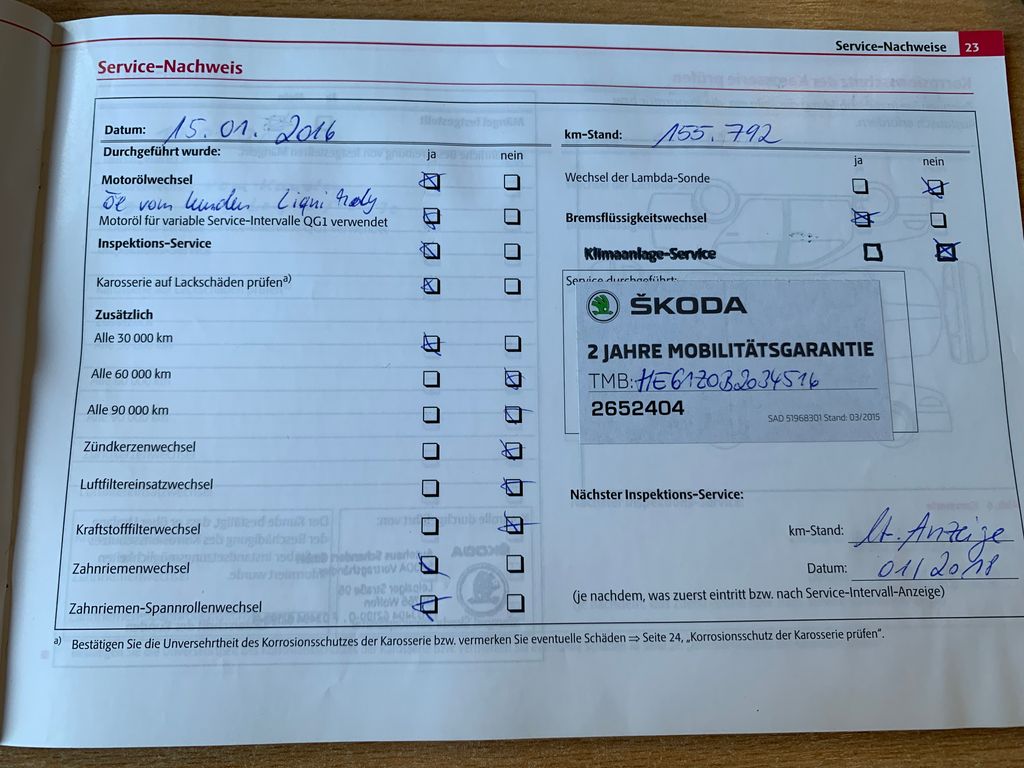 Service-Nachweise 23
Service-Nachweis
Datum: 15.01. 2016
km-Stand: 155.792
Durchgeführt wurde: ja nein
ja nein
Motorölwechsel
Öl vom Kunden Liqui Moly
Motoröl für variable Service-Intervalle QG1 verwendet
Inspektions-Service
Karosserie auf Lackschäden prüfen a)
Zusätzlich
Alle 30 000 km
Alle 60 000 km
Alle 90 000 km
Zündkerzenwechsel
Luftfiltereinsatzwechsel
Kraftstofffilterwechsel
Zahnriemenwechsel
Zahnriemen-Spannrollenwechsel
Wechsel der Lambda-Sonde
Bremsflüssigkeitswechsel
Klimaanlage-Service
Service durchgeführt:
ŠKODA
2 JAHRE MOBILITÄTSGARANTIE
TMB: HE61Z0B2034516
2652404
SAD 51968301 Stand: 03/2015
Nächster Inspektions-Service:
km-Stand: lt. Anzeige
Datum: 01/2018
(je nachdem, was zuerst eintritt bzw. nach Service-Intervall-Anzeige)
a) Bestätigen Sie die Unversehrtheit des Korrosionsschutzes der Karosserie bzw. vermerken Sie eventuelle Schäden ⇒ Seite 24, „Korrosionsschutz der Karosserie prüfen".